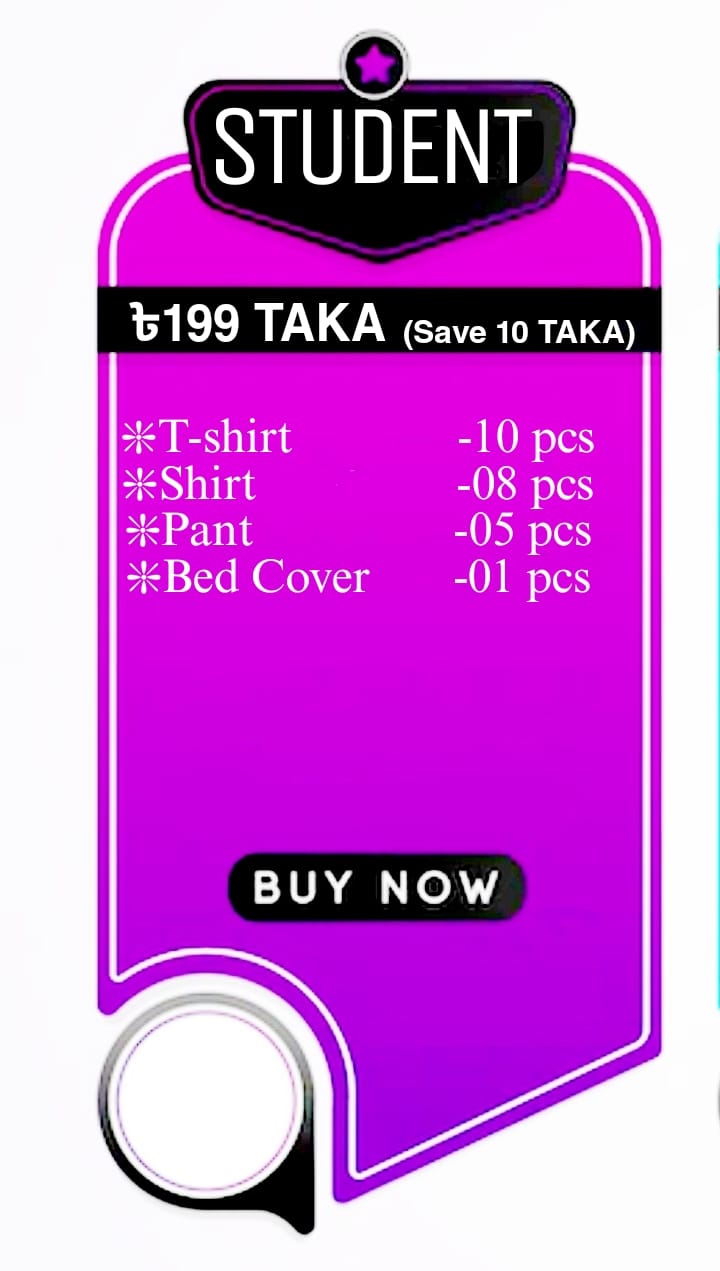 STUDENT
৳199 TAKA (Save 10 TAKA)
❊T-shirt -10 pcs
❊Shirt -08 pcs
❊Pant -05 pcs
❊Bed Cover -01 pcs
BUY NOW